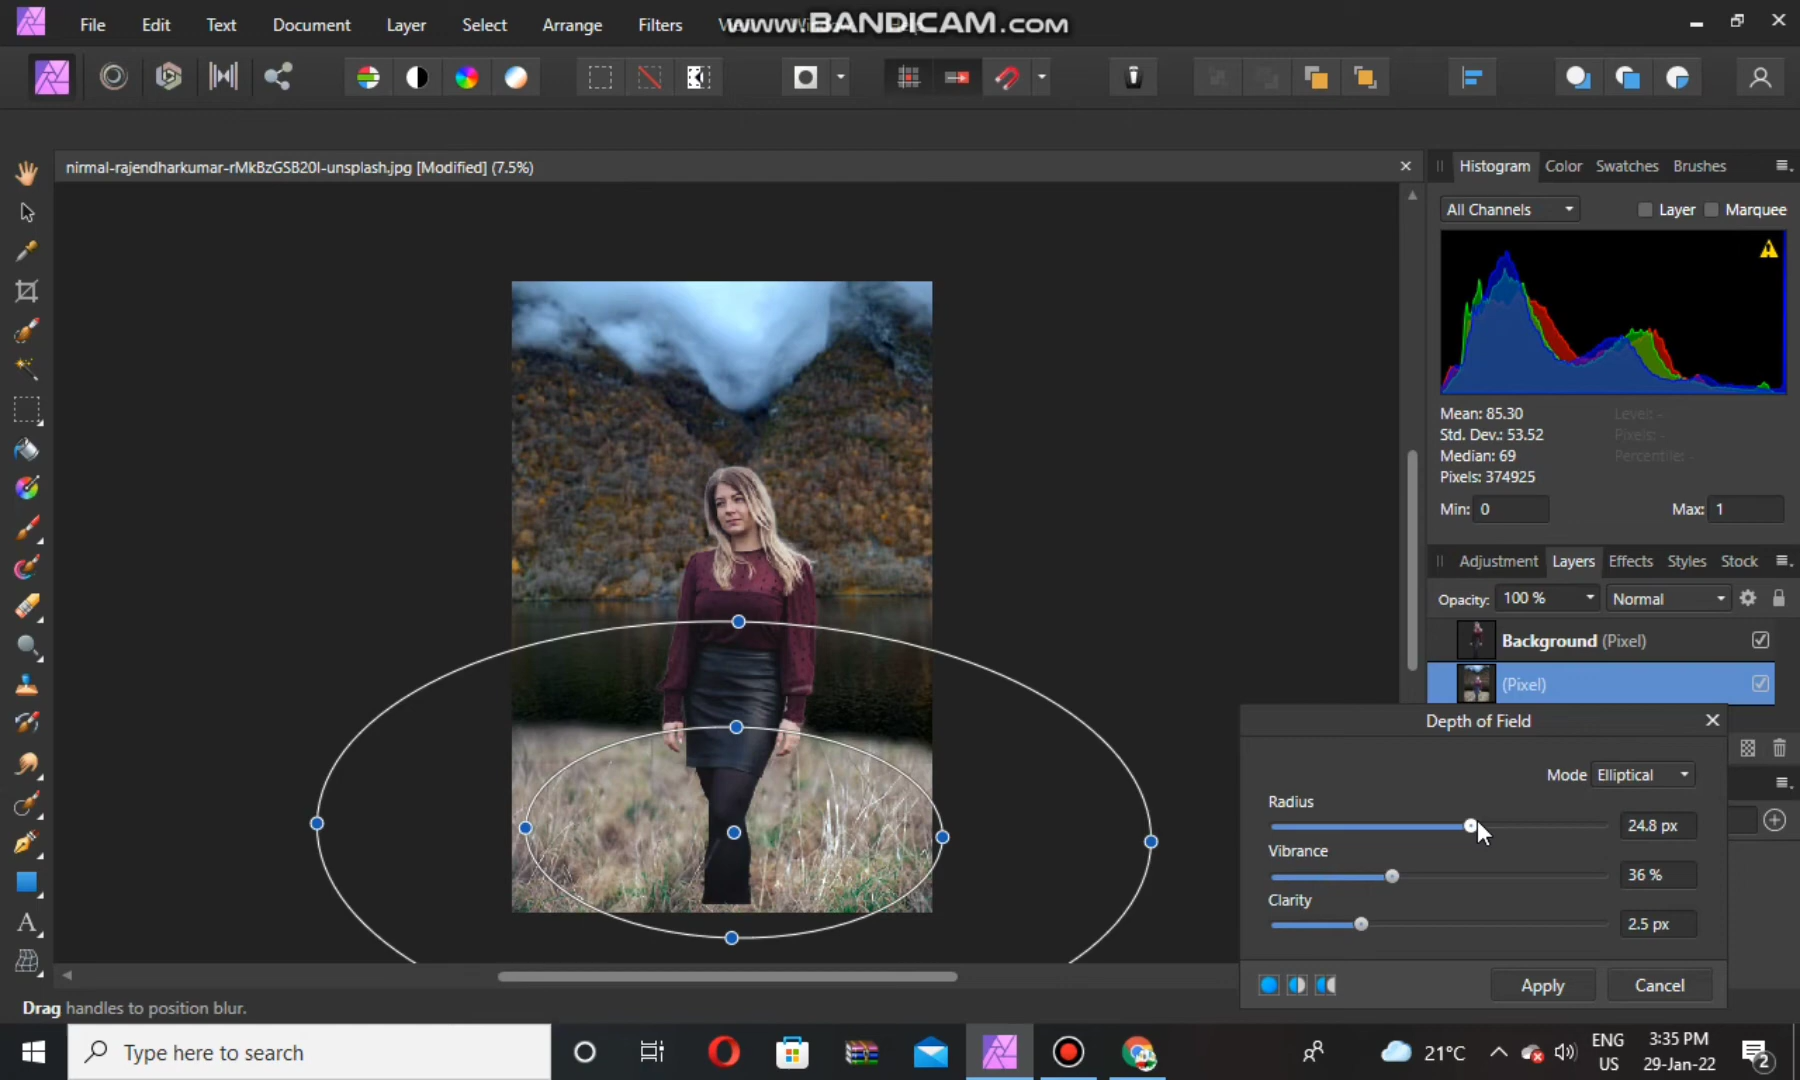 File Edit Text Document Layer Select Arrange Filters
www.BANDICAM.com
nirmal-rajendharkumar-rMkBzGSB20I-unsplash.jpg [Modified] (7.5%)
Histogram Color Swatches Brushes
All Channels Layer Marquee
Mean: 85.30 Level: -
Std. Dev.: 53.52 Pixels: -
Median: 69 Percentile: -
Pixels: 374925
Min: 0 Max: 1
Adjustment Layers Effects Styles Stock
Opacity: 100 % Normal
Background (Pixel)
(Pixel)
Depth of Field
Mode Elliptical
Radius
24.8 px
Vibrance
36 %
Clarity
2.5 px
Apply Cancel
Drag handles to position blur.
Type here to search
21°C
ENG
US
3:35 PM
29-Jan-22
2